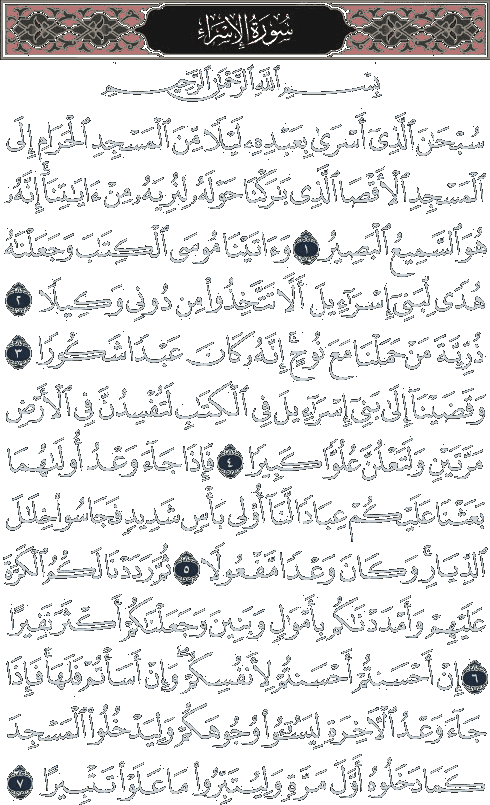 سُورَةُ الإِسْرَاءِ
بِسْمِ ٱللَّهِ ٱلرَّحْمَٰنِ ٱلرَّحِيمِ
سُبْحَٰنَ ٱلَّذِىٓ أَسْرَىٰ بِعَبْدِهِۦ لَيْلًا مِّنَ ٱلْمَسْجِدِ ٱلْحَرَامِ إِلَى
ٱلْمَسْجِدِ ٱلْأَقْصَا ٱلَّذِى بَٰرَكْنَا حَوْلَهُۥ لِنُرِيَهُۥ مِنْ ءَايَٰتِنَآ ۚ إِنَّهُۥ
هُوَ ٱلسَّمِيعُ ٱلْبَصِيرُ ١ وَءَاتَيْنَا مُوسَى ٱلْكِتَٰبَ وَجَعَلْنَٰهُ
هُدًى لِّبَنِىٓ إِسْرَٰٓءِيلَ أَلَّا تَتَّخِذُوا۟ مِن دُونِى وَكِيلًا ٢
ذُرِّيَّةَ مَنْ حَمَلْنَا مَعَ نُوحٍ ۚ إِنَّهُۥ كَانَ عَبْدًا شَكُورًا ٣
وَقَضَيْنَآ إِلَىٰ بَنِىٓ إِسْرَٰٓءِيلَ فِى ٱلْكِتَٰبِ لَتُفْسِدُنَّ فِى ٱلْأَرْضِ
مَرَّتَيْنِ وَلَتَعْلُنَّ عُلُوًّا كَبِيرًا ٤ فَإِذَا جَآءَ وَعْدُ أُولَىٰهُمَا
بَعَثْنَا عَلَيْكُمْ عِبَادًا لَّنَآ أُو۟لِى بَأْسٍ شَدِيدٍ فَجَاسُوا۟ خِلَٰلَ
ٱلدِّيَارِ ۚ وَكَانَ وَعْدًا مَّفْعُولًا ٥ ثُمَّ رَدَدْنَا لَكُمُ ٱلْكَرَّةَ
عَلَيْهِمْ وَأَمْدَدْنَٰكُم بِأَمْوَٰلٍ وَبَنِينَ وَجَعَلْنَٰكُمْ أَكْثَرَ نَفِيرًا
٦ إِنْ أَحْسَنتُمْ أَحْسَنتُمْ لِأَنفُسِكُمْ ۖ وَإِنْ أَسَأْتُمْ فَلَهَا ۚ فَإِذَا
جَآءَ وَعْدُ ٱلْءَاخِرَةِ لِيَسُۥٓـُٔوا۟ وُجُوهَكُمْ وَلِيَدْخُلُوا۟ ٱلْمَسْجِدَ
كَمَا دَخَلُوهُ أَوَّلَ مَرَّةٍ وَلِيُتَبِّرُوا۟ مَا عَلَوْا۟ تَتْبِيرًا ٧